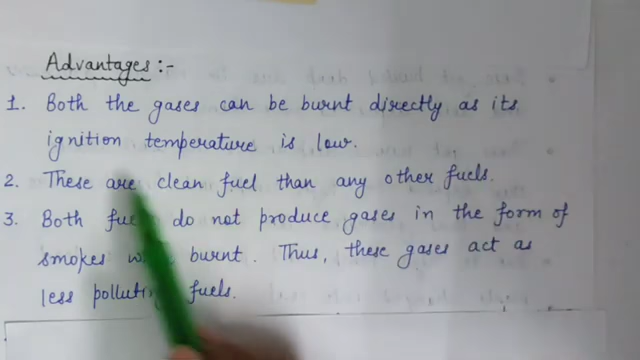 Advantages :-
1. Both the gases can be burnt directly as its
ignition temperature is low.
2. These are clean fuel than any other fuels.
3. Both do not produce gases in the form of
smokes burnt. Thus, these gases act as
less polluting fuels.